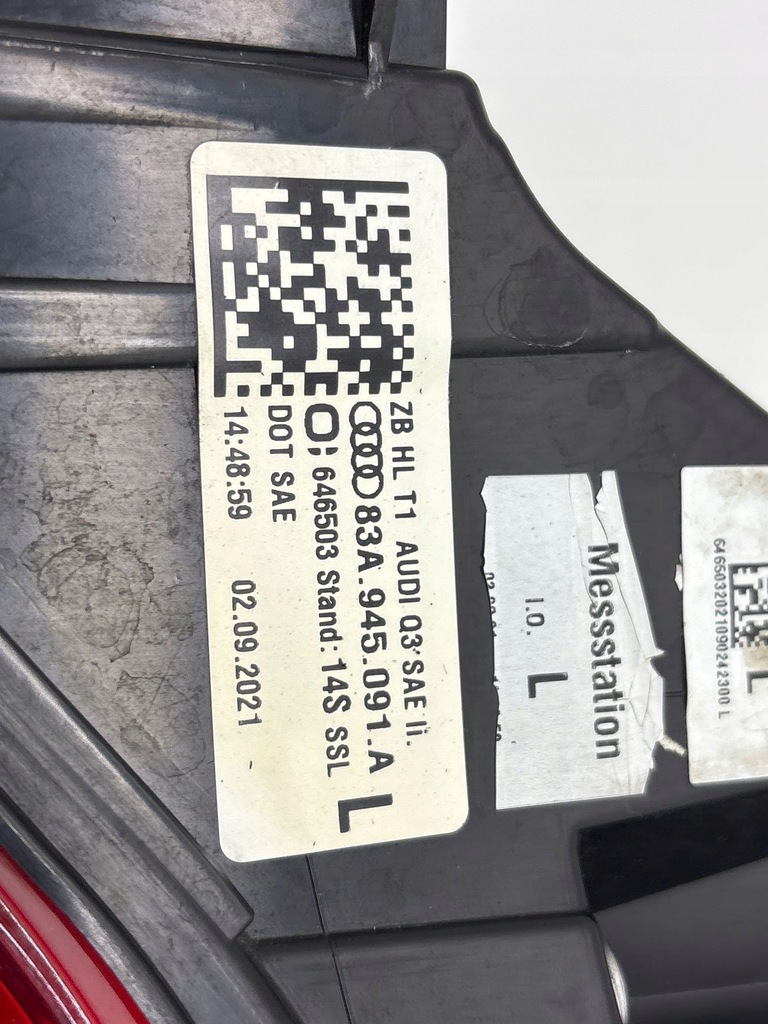 ZB HL T1 AUDI Q3 SAE li.
83A.945.091.A L
O; 646503 Stand: 14S SSL
DOT SAE
14:48:59 02.09.2021
Messstation
I.O. L
L
64665032021090242300 L